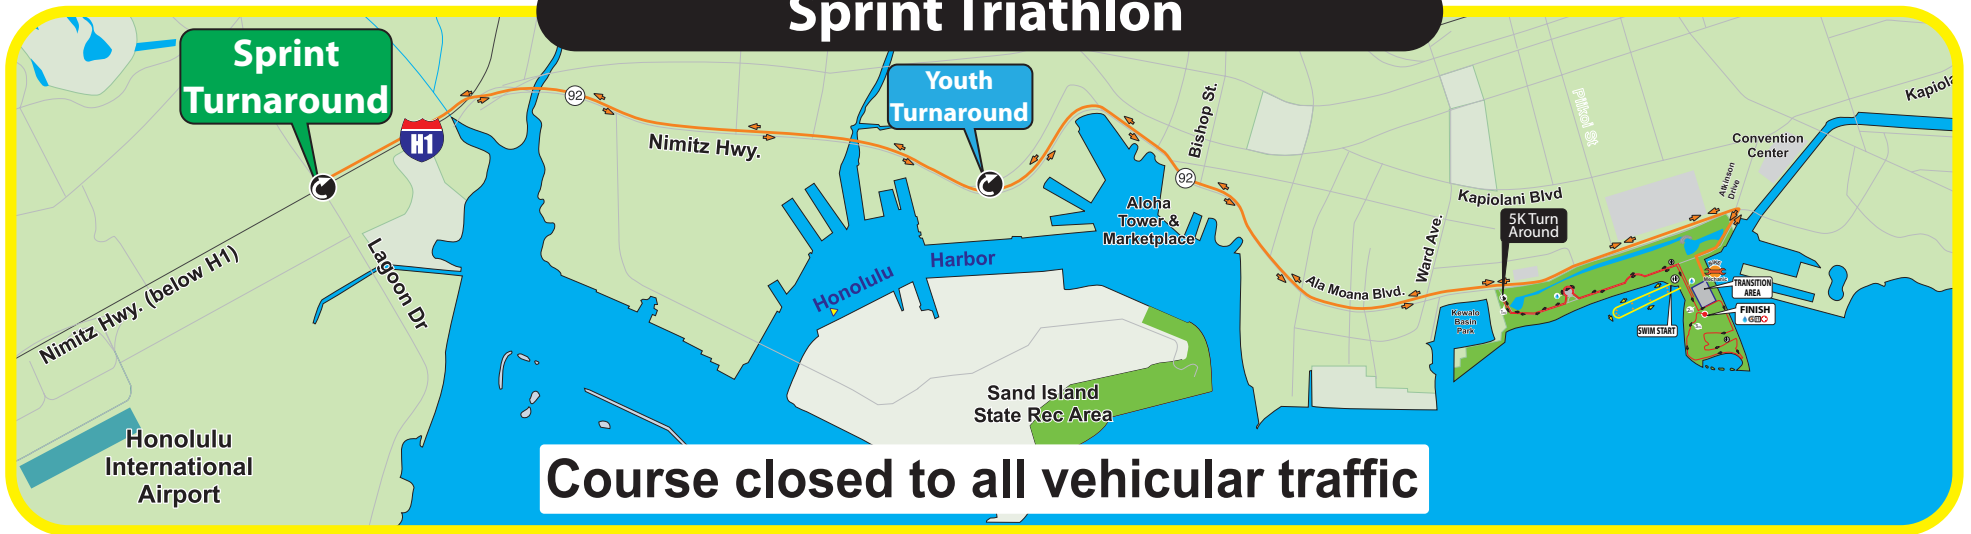 Sprint Triathlon
Sprint
Turnaround
Youth
Turnaround
H1
92
Nimitz Hwy.
Bishop St.
92
Piikoi St
Kapiola
Convention
Center
Atkinson
Drive
Kapiolani Blvd
5K Turn
Around
Ward Ave.
Aloha
Tower &
Marketplace
Ala Moana Blvd.
Honolulu
Harbor
Lagoon Dr
Nimitz Hwy. (below H1)
Kewalo
Basin
Park
TRANSITION
AREA
FINISH
SWIM START
Sand Island
State Rec Area
Honolulu
International
Airport
Course closed to all vehicular traffic